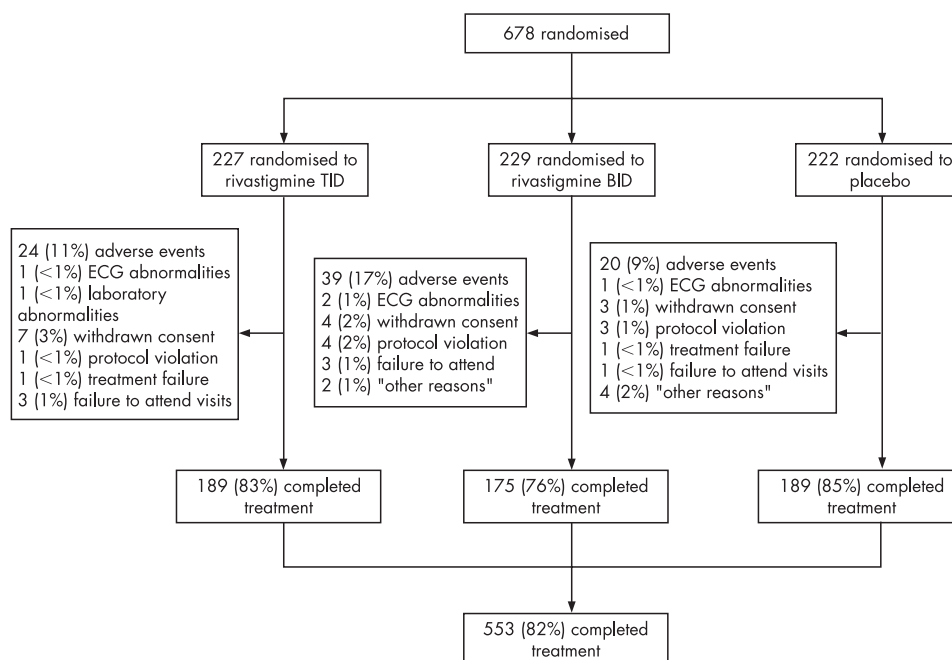 678 randomised
227 randomised to
rivastigmine TID
229 randomised to
rivastigmine BID
222 randomised to
placebo
24 (11%) adverse events
1 (<1%) ECG abnormalities
1 (<1%) laboratory
abnormalities
7 (3%) withdrawn consent
1 (<1%) protocol violation
1 (<1%) treatment failure
3 (1%) failure to attend visits
39 (17%) adverse events
2 (1%) ECG abnormalities
4 (2%) withdrawn consent
4 (2%) protocol violation
3 (1%) failure to attend
2 (1%) "other reasons"
20 (9%) adverse events
1 (<1%) ECG abnormalities
3 (1%) withdrawn consent
3 (1%) protocol violation
1 (<1%) treatment failure
1 (<1%) failure to attend visits
4 (2%) "other reasons"
189 (83%) completed
treatment
175 (76%) completed
treatment
189 (85%) completed
treatment
553 (82%) completed
treatment